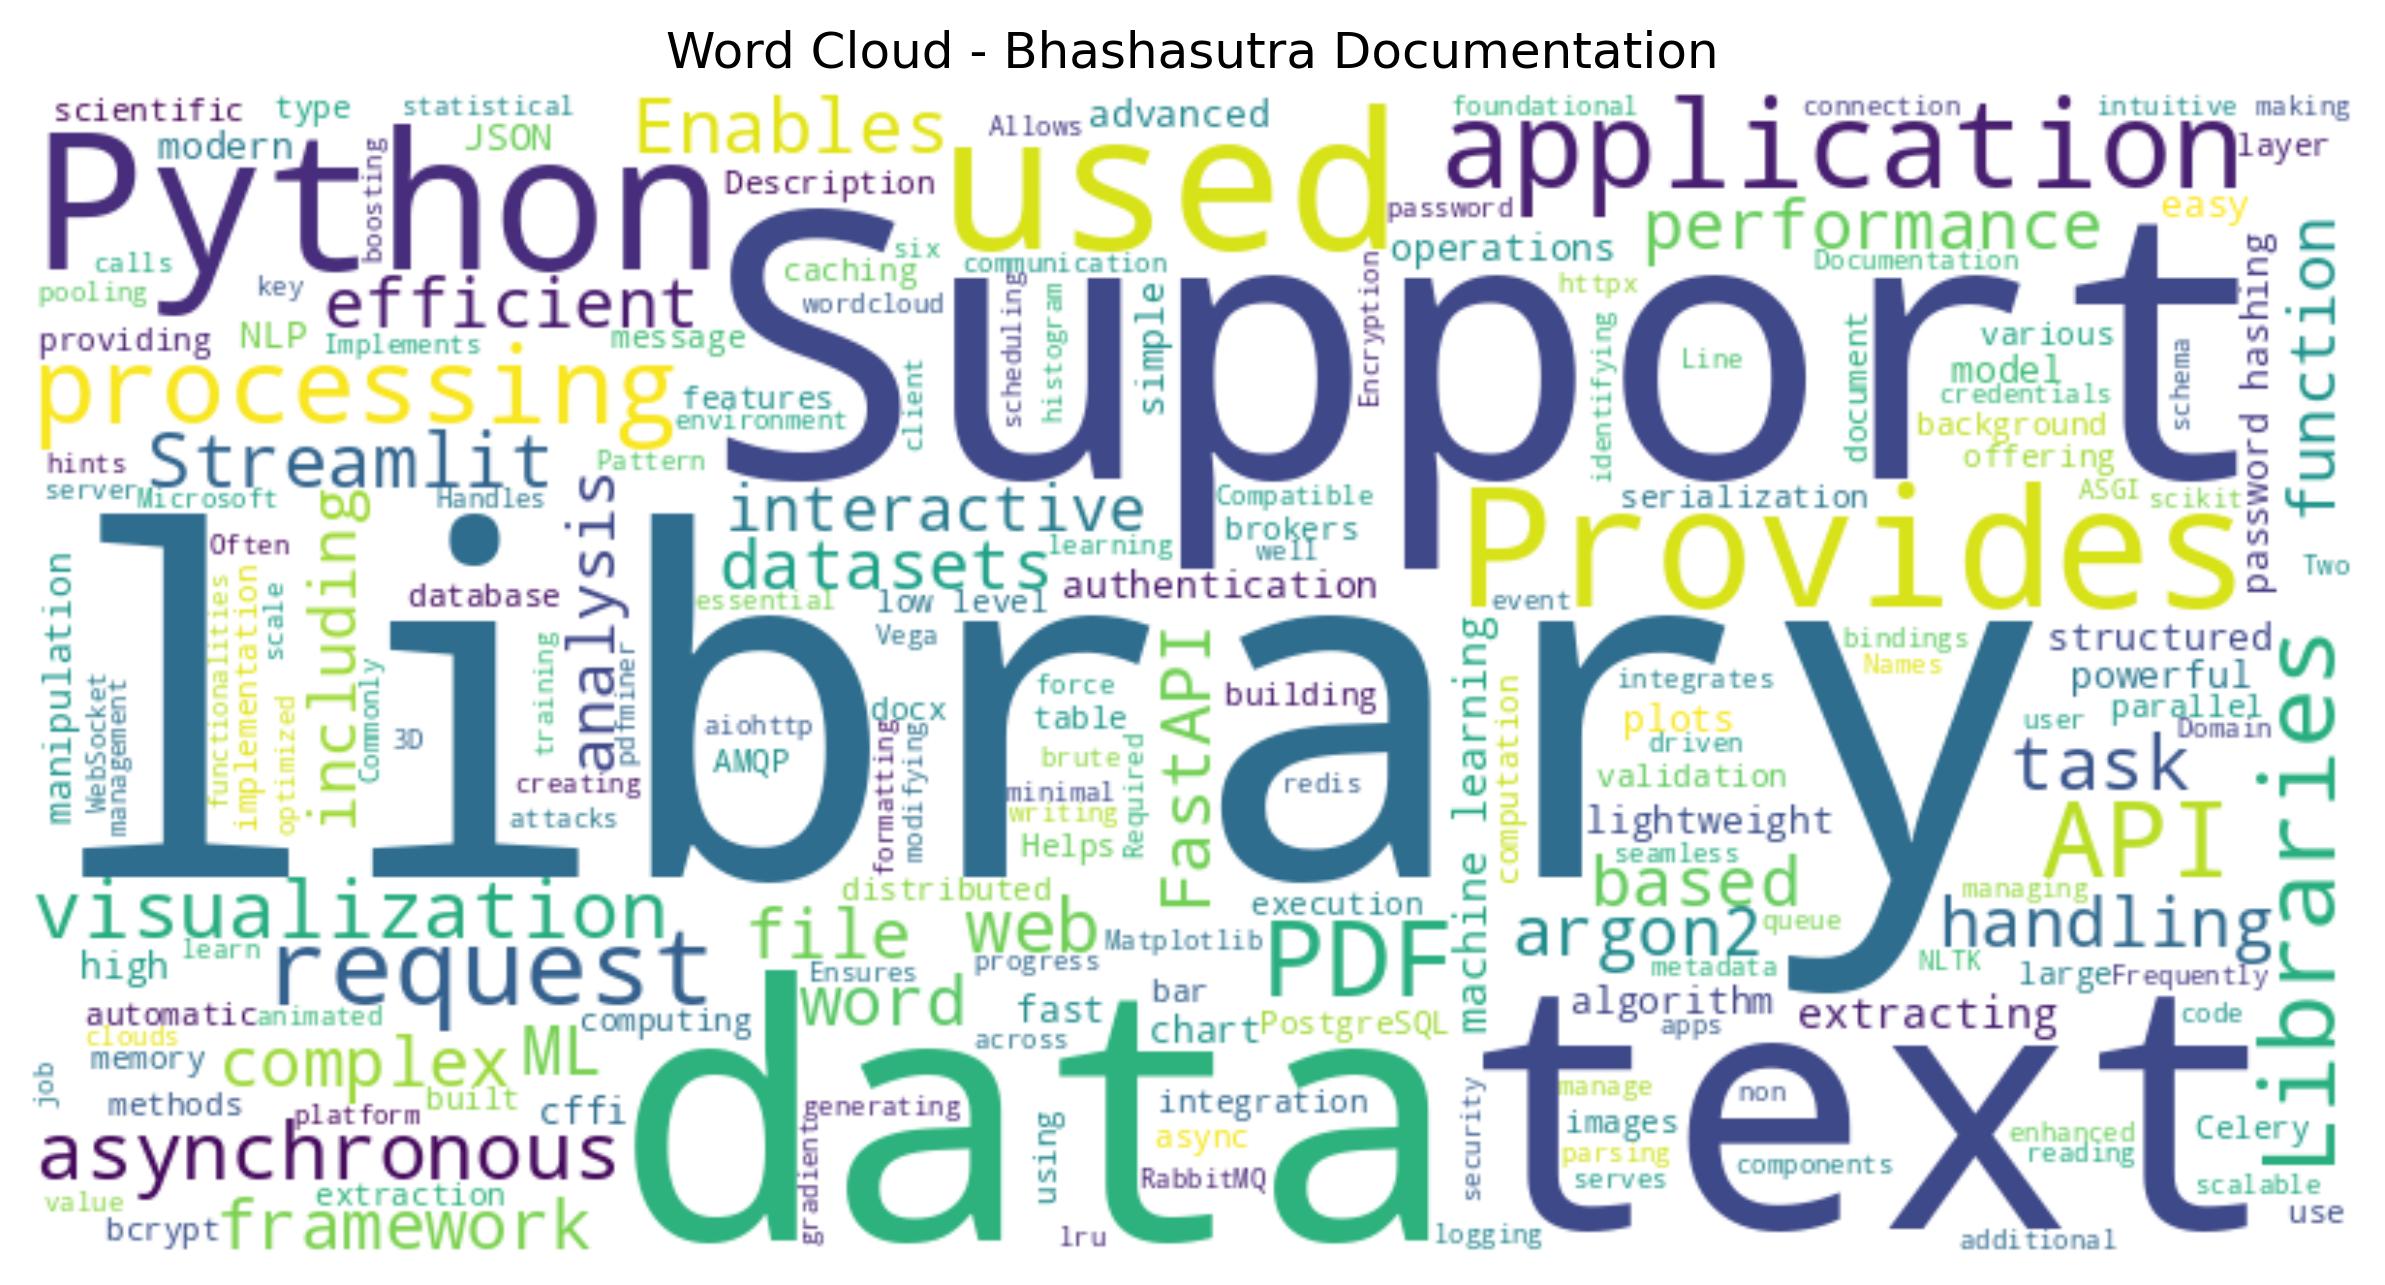 Word Cloud - Bhashasutra Documentation
scientific type statistical Enables Allows advanced used foundational application connection intuitive making
Python modern boosting JSON Description password layer
performance easy
calls six operations
pooling key efficient caching communication Encryption httpx Documentation
wordcloud scheduling histogram simple Support password hashing function
providing NLP Implements message identifying Line document various
processing features client model schema
environment credentials
Streamlit Pattern background
hints offering
server Microsoft Handles analysis interactive Compatible serialization ASGI scikit
including Often brokers Provides
datasets learning well
manipulation functionalities implementation scale database authentication Two
essential low level event
library Vega FastAPI machine learning bindings structured Libraries
training pdfminer Names
WebSocket management optimized Commonly 3D aiohttp docx force building computation integrates powerful
table plots user parallel
AMQP formatting modifying brute Required driven task Domain
creating minimal redis validation
attacks writing lightweight API
Helps seamless
visualization distributed execution based managing
file web argon2 queue handling
high learn request Matplotlib PDF
Ensures progress metadata NLTK large Frequently
word bar algorithm
automatic animated computing fast chart PostgreSQL apps extracting code
clouds across
memory complex ML data text
job built manage non
methods platform cffi generating integration security images enhanced Celery
asynchronous using async parsing reading
gradient RabbitMQ components
value extraction serves scalable
bcrypt framework lru logging additional use